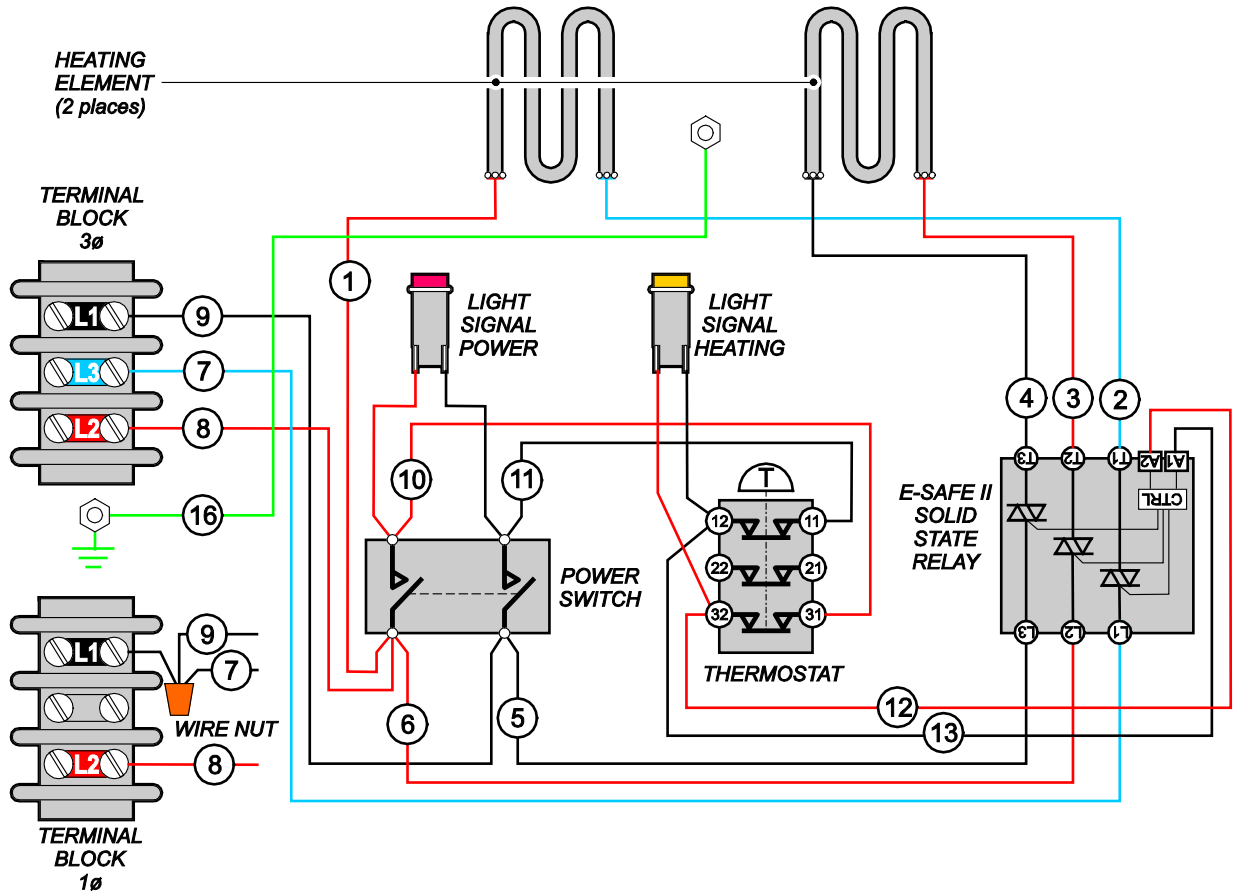 HEATING
ELEMENT
(2 places)
TERMINAL
BLOCK
3ø
L1
9
L3
7
L2
8
16
1
LIGHT
SIGNAL
POWER
LIGHT
SIGNAL
HEATING
10
11
4
3
2
T3
T2
T1
A2
A1
CTRL
E-SAFE II
SOLID
STATE
RELAY
L3
L2
L1
T
12
11
22
21
32
31
THERMOSTAT
POWER
SWITCH
6
5
12
13
L1
9
7
WIRE NUT
L2
8
TERMINAL
BLOCK
1ø